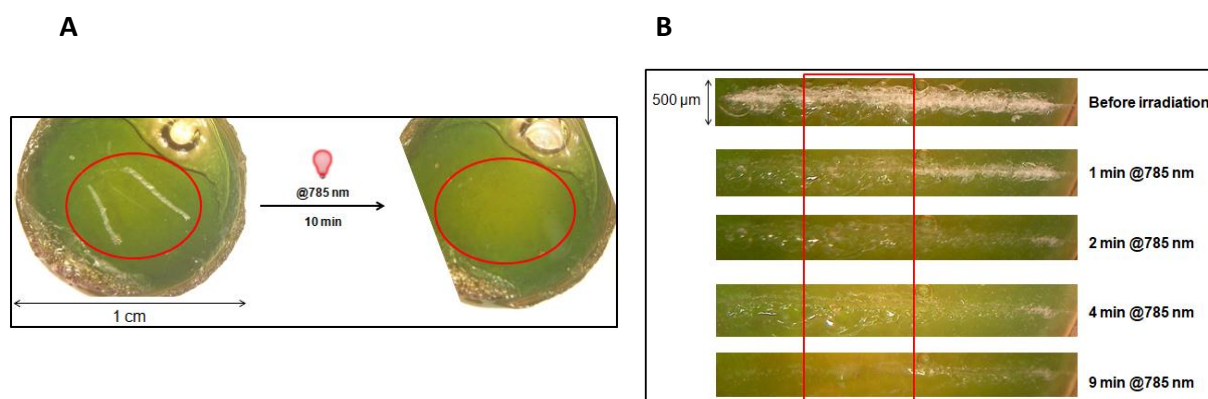 A
B
@785 nm
10 min
1 cm
500 µm
Before irradiation
1 min @785 nm
2 min @785 nm
4 min @785 nm
9 min @785 nm